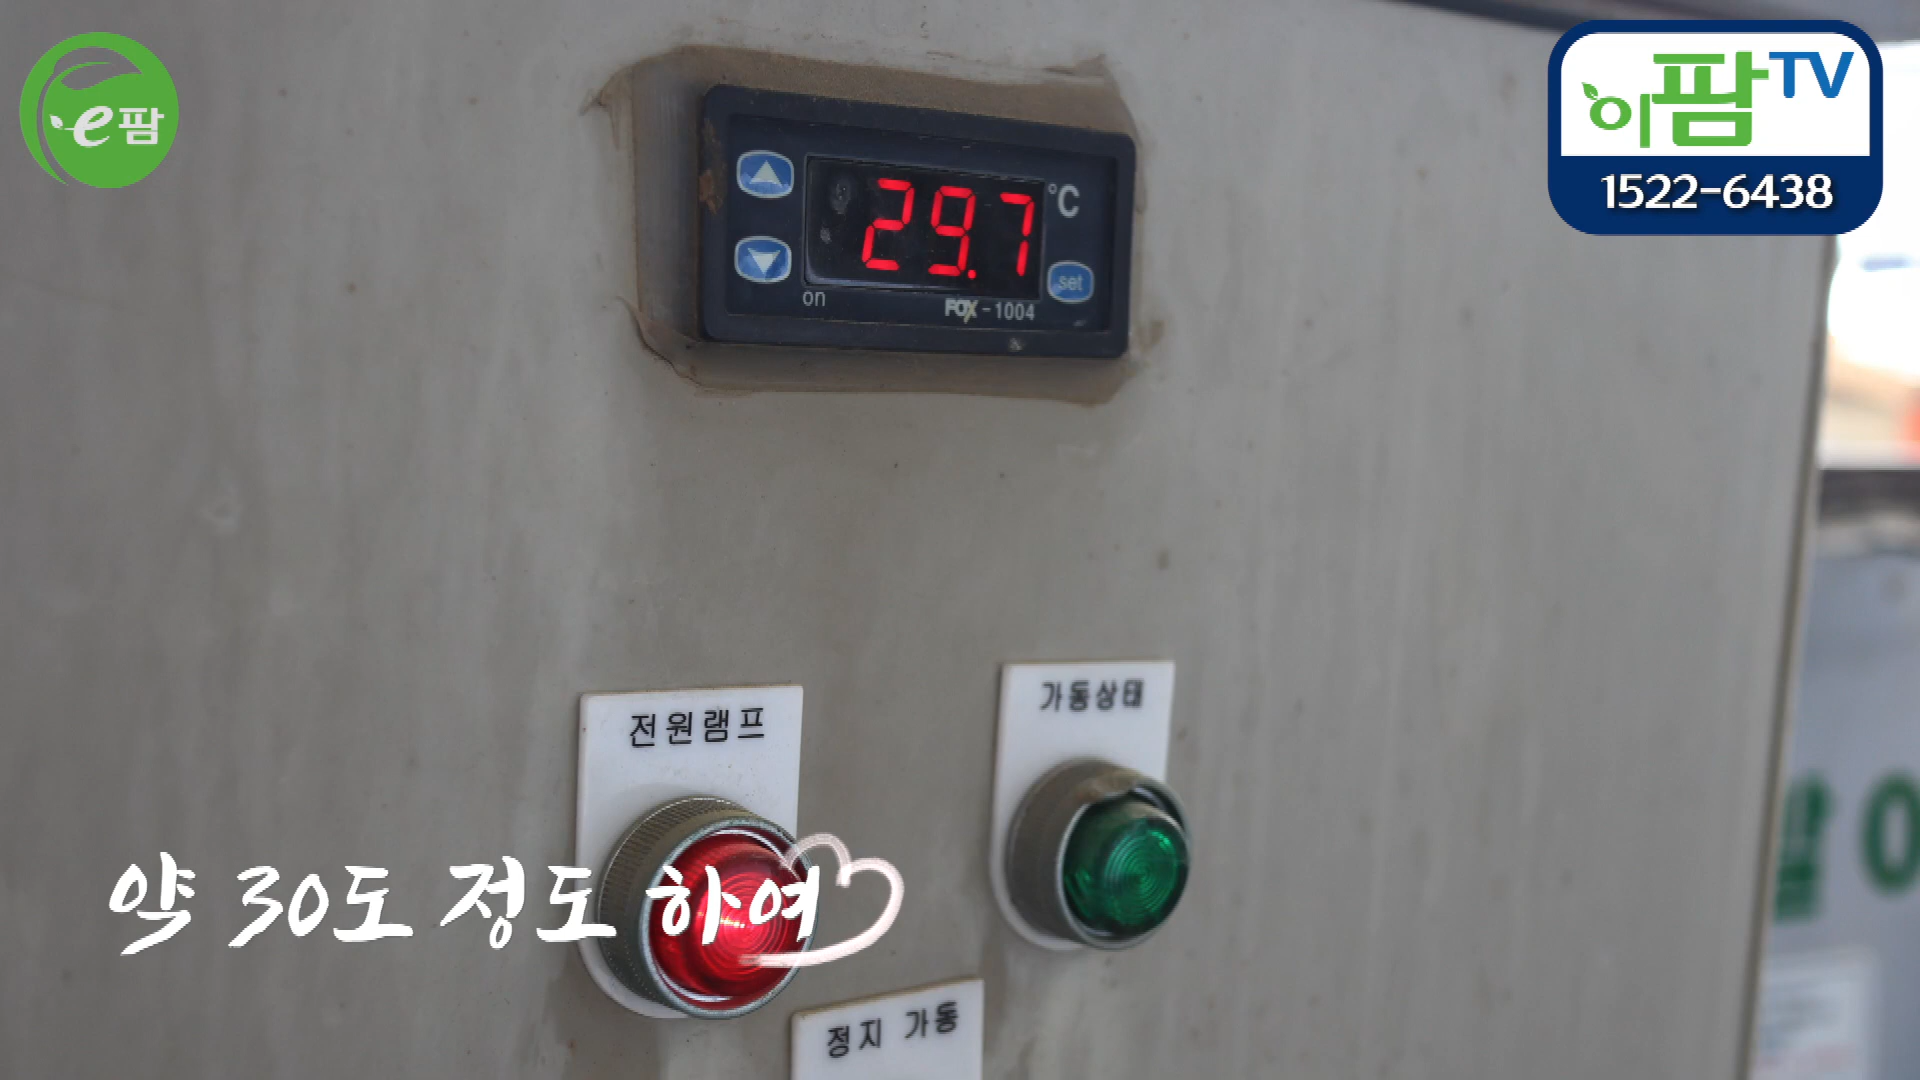 e팜
이팜TV
1522-6438
29.7 °C
set
on
FOX-1004
전원램프
가동상태
약 30도 정도 하여
정지 가동